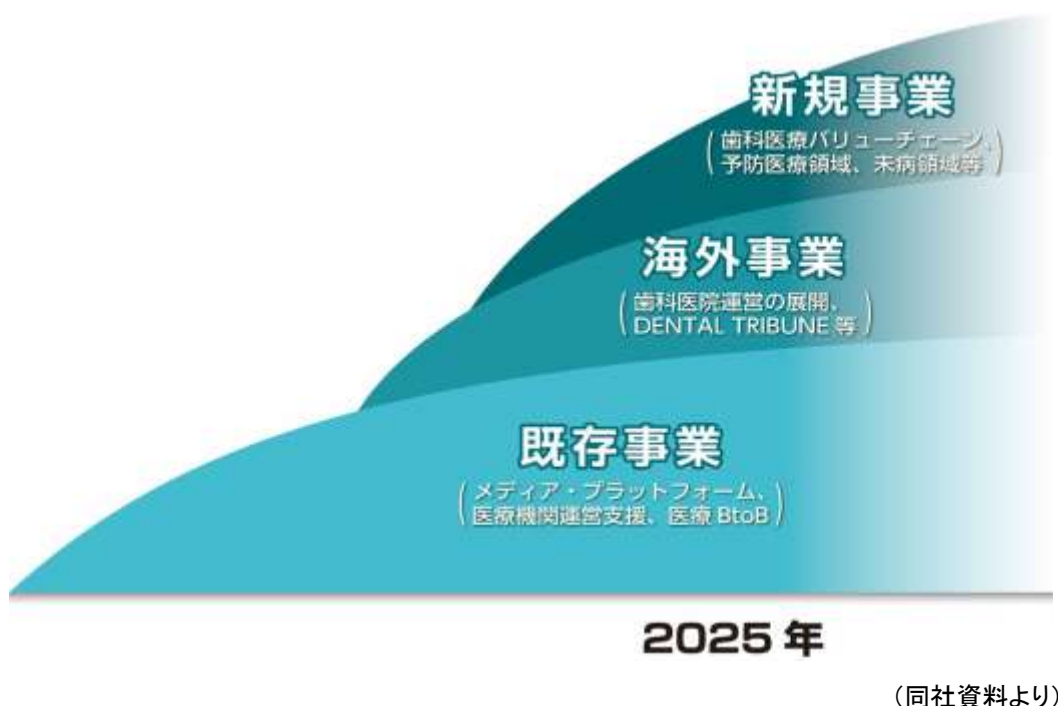 新規事業
(歯科医療バリューチェーン、
予防医療領域、未病領域等)
海外事業
(歯科医院運営の展開、
DENTAL TRIBUNE 等)
既存事業
(メディア・プラットフォーム、
医療機関運営支援、医療 BtoB)
2025 年
(同社資料より)